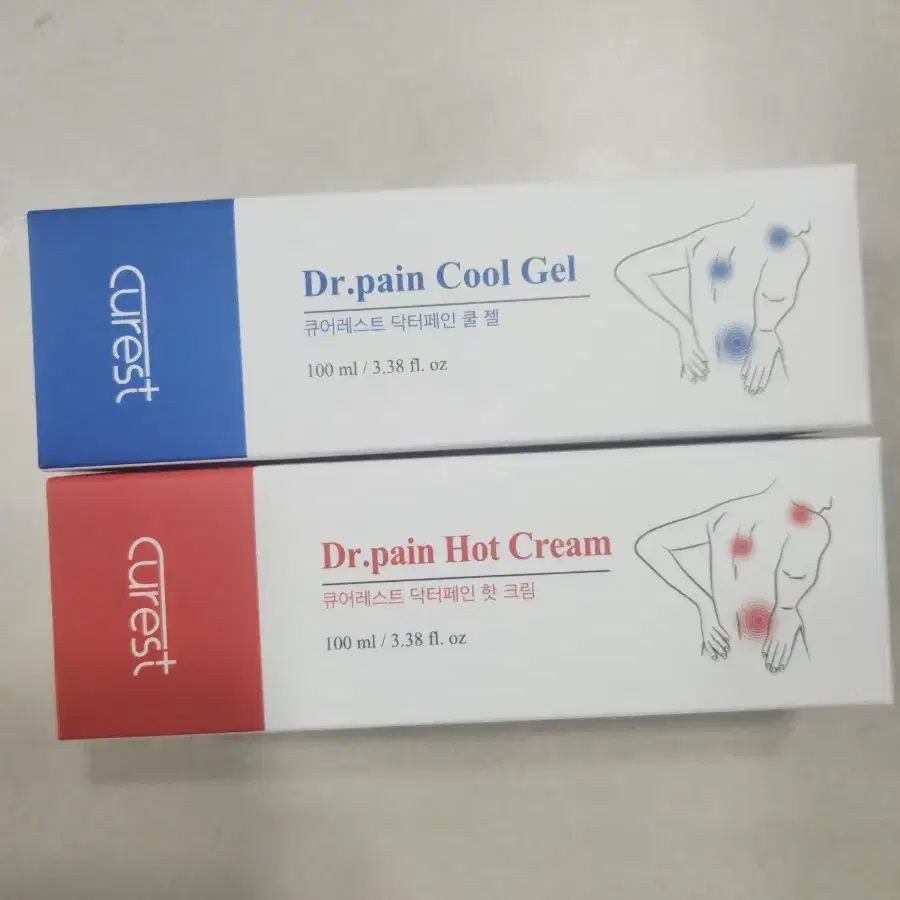 curest
Dr.pain Cool Gel
큐어레스트 닥터페인 쿨 젤
100 ml / 3.38 fl. oz
curest
Dr.pain Hot Cream
큐어레스트 닥터페인 핫 크림
100 ml / 3.38 fl. oz